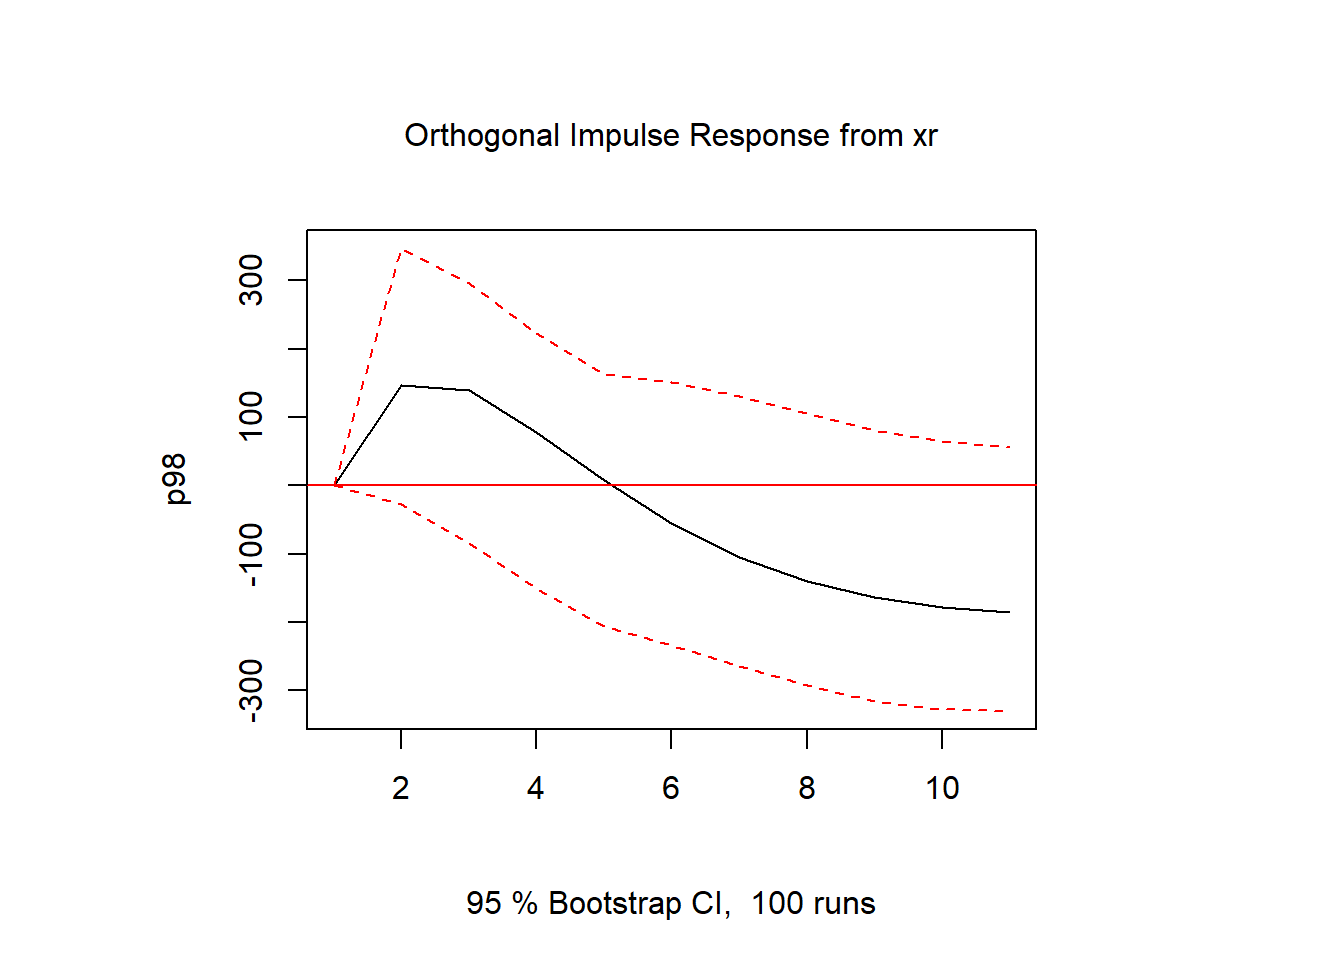 Orthogonal Impulse Response from xr
300
100
-100
-300
p98
2 4 6 8 10
95 % Bootstrap CI,  100 runs